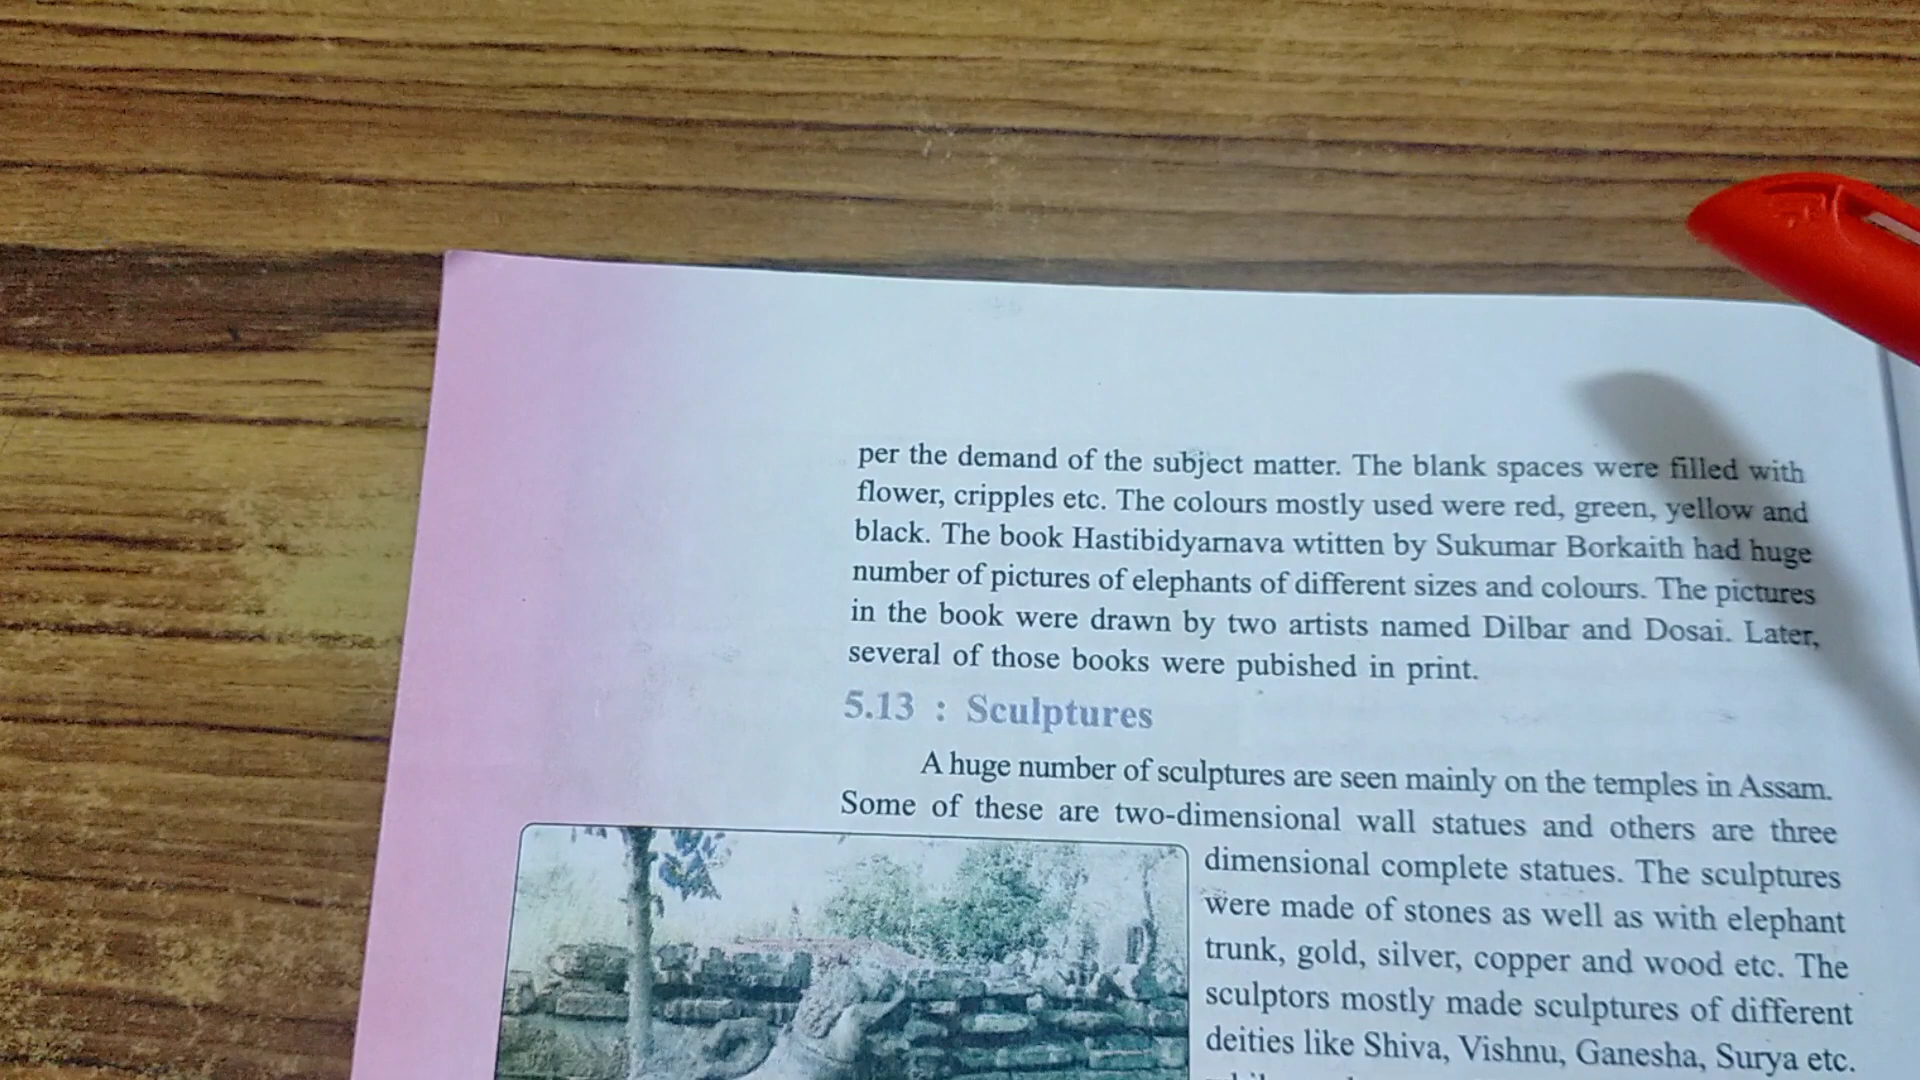 per the demand of the subject matter. The blank spaces were filled with
flower, cripples etc. The colours mostly used were red, green, yellow and
black. The book Hastibidyarnava wtitten by Sukumar Borkaith had huge
number of pictures of elephants of different sizes and colours. The pictures
in the book were drawn by two artists named Dilbar and Dosai. Later,
several of those books were pubished in print.
5.13 : Sculptures
A huge number of sculptures are seen mainly on the temples in Assam.
Some of these are two-dimensional wall statues and others are three
dimensional complete statues. The sculptures
were made of stones as well as with elephant
trunk, gold, silver, copper and wood etc. The
sculptors mostly made sculptures of different
deities like Shiva, Vishnu, Ganesha, Surya etc.